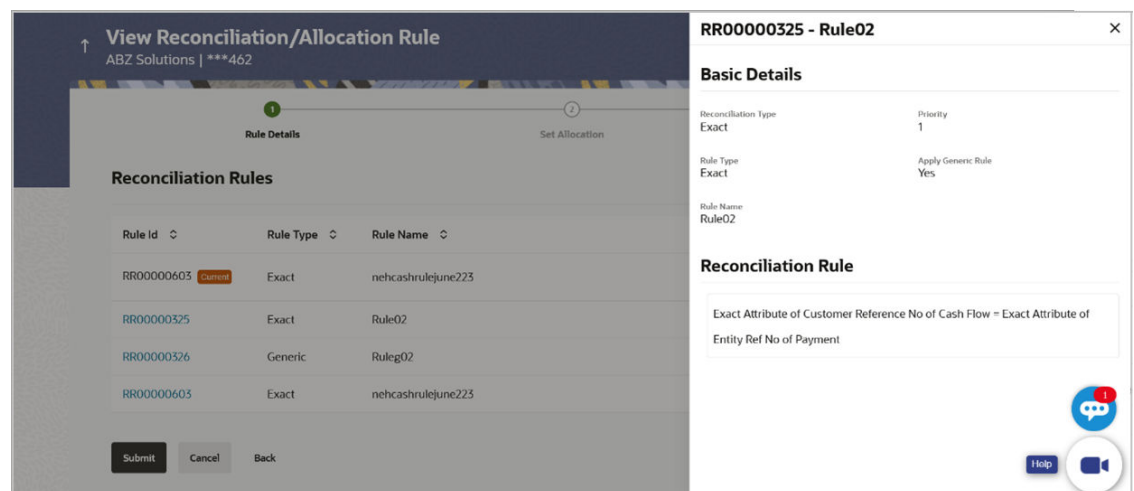 View Reconciliation/Allocation Rule
ABZ Solutions | ***462
1
Rule Details
2
Set Allocation
Reconciliation Rules
Rule Id Rule Type Rule Name
RR00000603 Current Exact nehcashrulejune223
RR00000325 Exact Rule02
RR00000326 Generic Ruleg02
RR00000603 Exact nehcashrulejune223
Submit Cancel Back
RR00000325 - Rule02
Basic Details
Reconciliation Type Priority
Exact 1
Rule Type Apply Generic Rule
Exact Yes
Rule Name
Rule02
Reconciliation Rule
Exact Attribute of Customer Reference No of Cash Flow = Exact Attribute of
Entity Ref No of Payment
1
Help